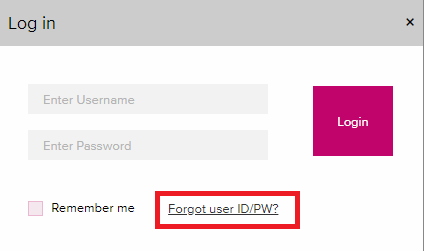 Log in ×
Enter Username
Login
Enter Password
Remember me Forgot user ID/PW?